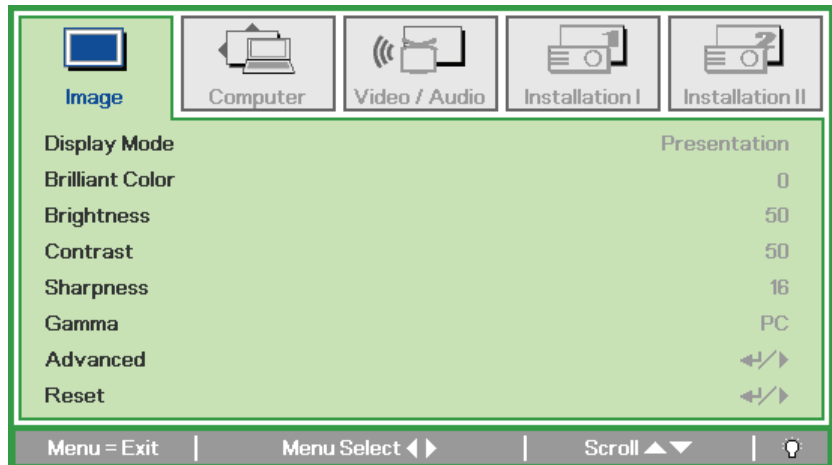 Image Computer Video / Audio Installation I Installation II
Display Mode Presentation
Brilliant Color 0
Brightness 50
Contrast 50
Sharpness 16
Gamma PC
Advanced
Reset
Menu = Exit Menu Select Scroll